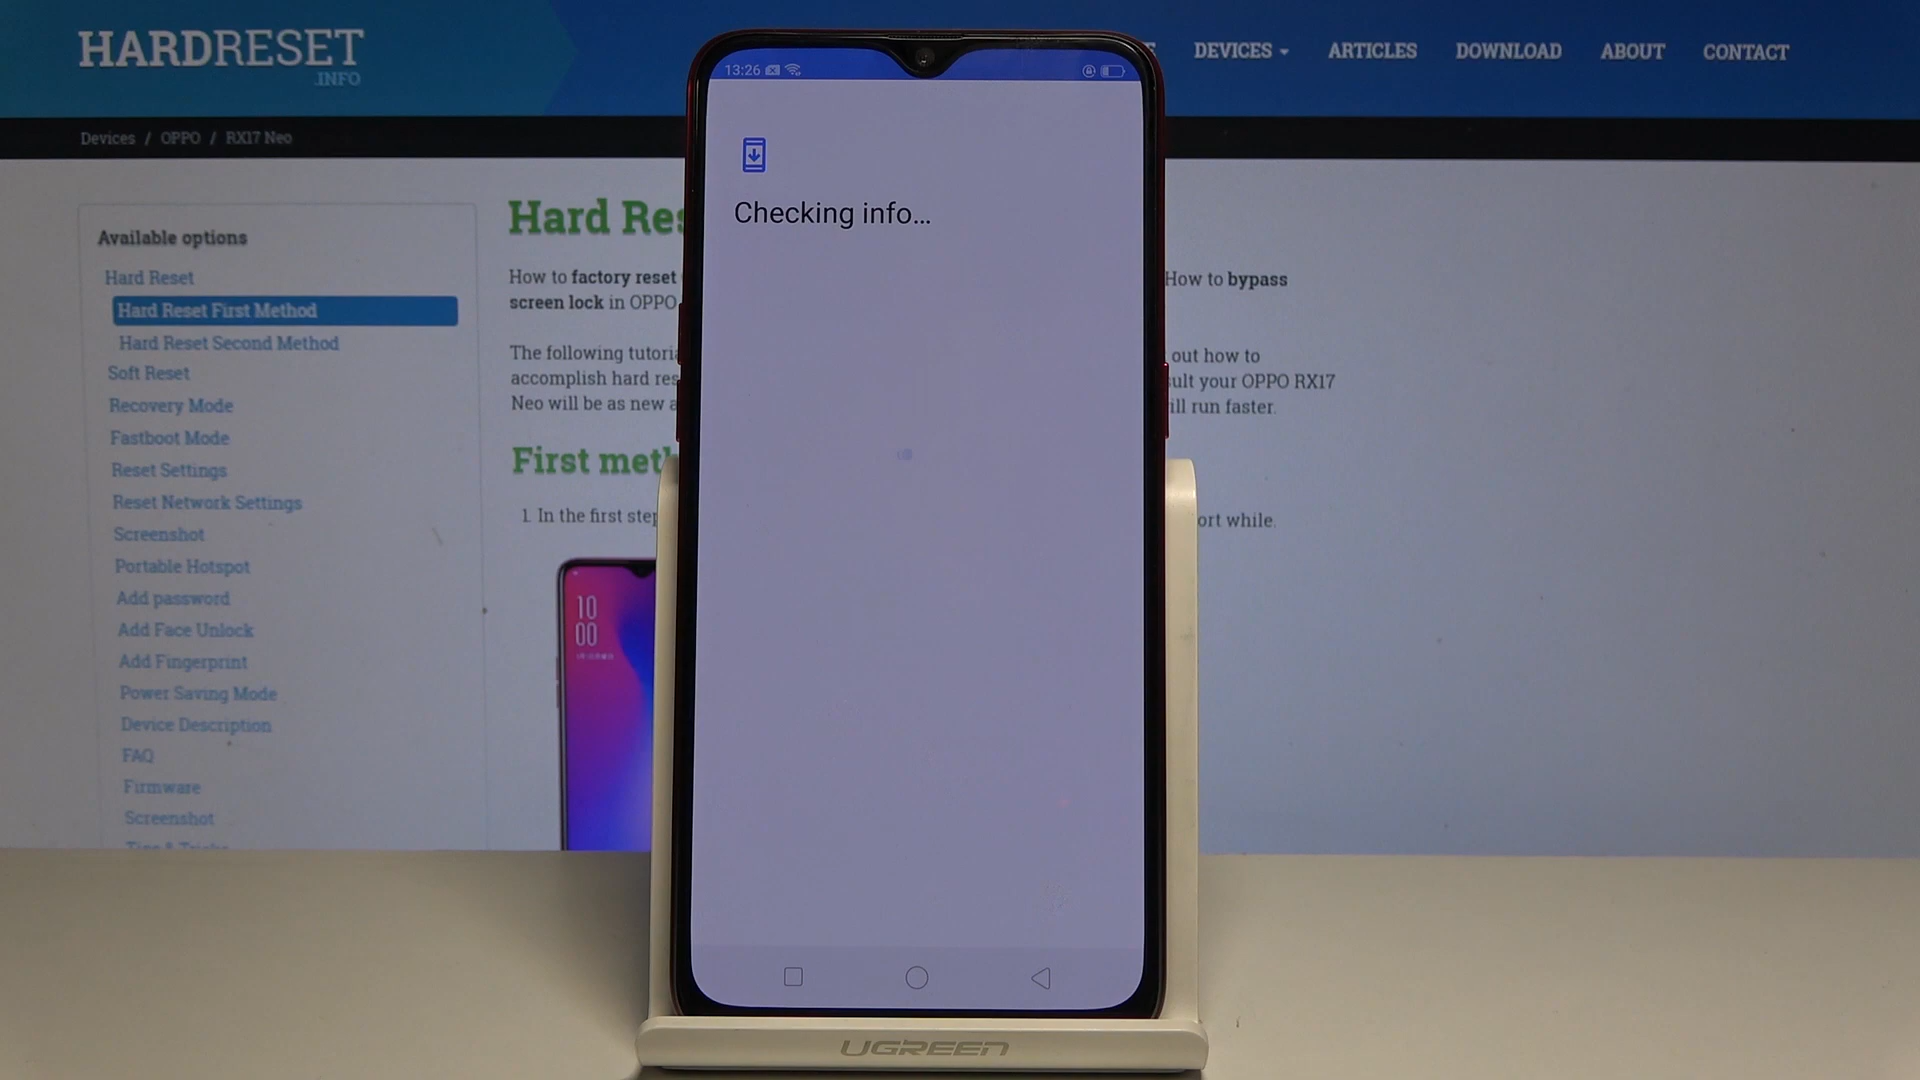 HARDRESET
.INFO
DEVICES
ARTICLES
DOWNLOAD
ABOUT
CONTACT
Devices / OPPO / RX17 Neo
13:26
Checking info...
Available options
Hard Reset
Hard Reset First Method
Hard Reset Second Method
Soft Reset
Recovery Mode
Fastboot Mode
Reset Settings
Reset Network Settings
Screenshot
Portable Hotspot
Add password
Add Face Unlock
Add Fingerprint
Power Saving Mode
Device Description
FAQ
Firmware
Screenshot
Tips & Tricks
Hard Res
How to factory reset
How to bypass
screen lock in OPPO
The following tutori
out how to
accomplish hard res
sult your OPPO RX17
Neo will be as new a
ill run faster.
First meth
1. In the first step
ort while.
10
00
UGREEN